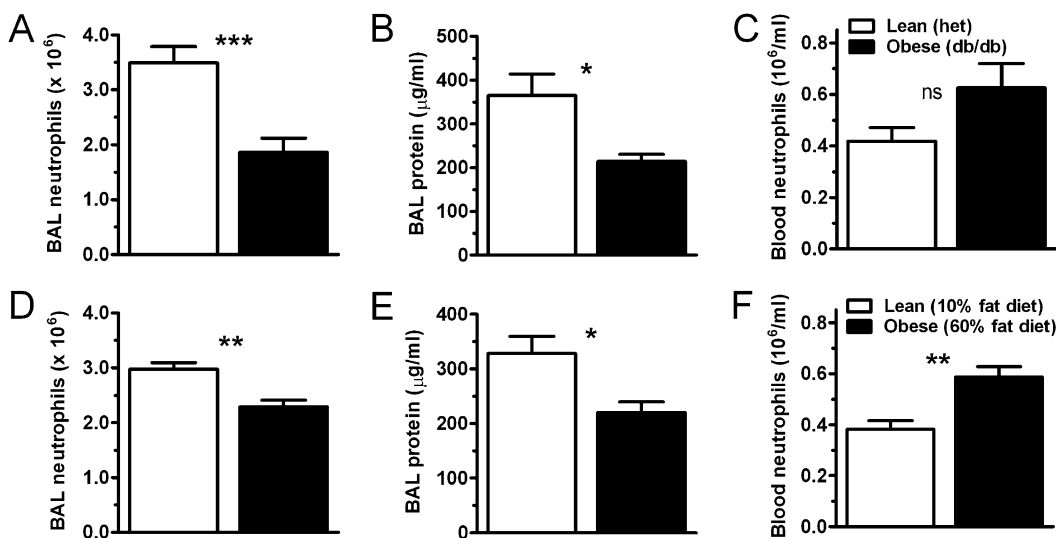 A
BAL neutrophils (x 10⁶)
4.0
3.0
2.0
1.0
0.0
***
B
BAL protein (μg/ml)
500
400
300
200
100
0
*
C
Blood neutrophils (10⁶/ml)
0.8
0.6
0.4
0.2
0.0
Lean (het)
Obese (db/db)
ns
D
BAL neutrophils (x 10⁶)
4.0
3.0
2.0
1.0
0.0
**
E
BAL protein (μg/ml)
400
300
200
100
0
*
F
Blood neutrophils (10⁶/ml)
0.8
0.6
0.4
0.2
0.0
Lean (10% fat diet)
Obese (60% fat diet)
**